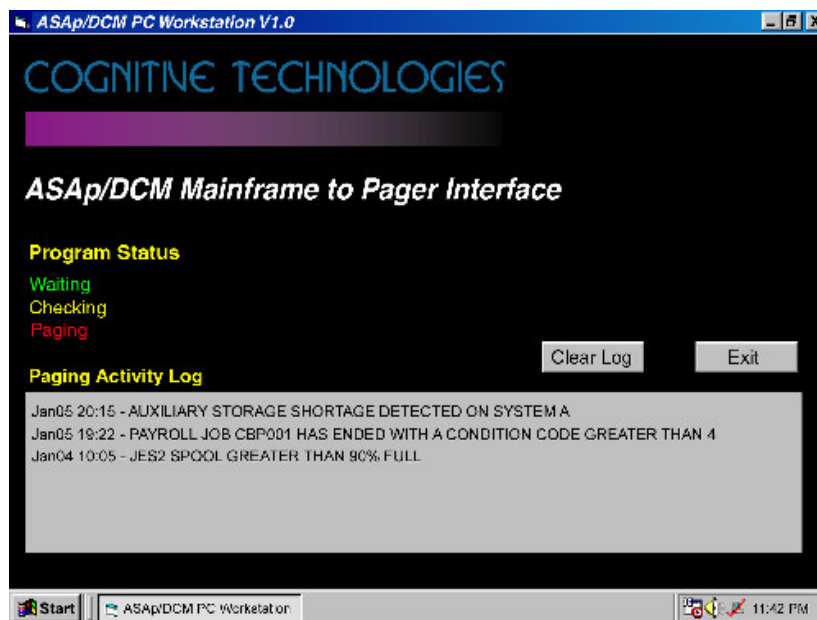 ASAp/DCM PC Workstation V1.0
COGNITIVE TECHNOLOGIES
ASAp/DCM Mainframe to Pager Interface
Program Status
Waiting
Checking
Paging
Clear Log
Exit
Paging Activity Log
Jan05 20:15 - AUXILIARY STORAGE SHORTAGE DETECTED ON SYSTEM A
Jan05 19:22 - PAYROLL JOB CBP001 HAS ENDED WITH A CONDITION CODE GREATER THAN 4
Jan04 10:05 - JES2 SPOOL GREATER THAN 90% FULL
Start
ASAp/DCM PC Workstation
11:42 PM